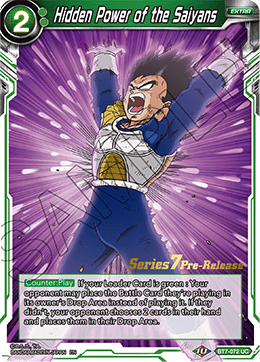 2
Hidden Power of the Saiyans
EXTRA
Series 7 Pre-Release
Counter:Play If your Leader Card is green : Your
opponent may place the Battle Card they're playing in
its owner's Drop Area instead of playing it. If they
didn't, your opponent chooses 2 cards in their hand
and places them in their Drop Area.
BT7-072 UC